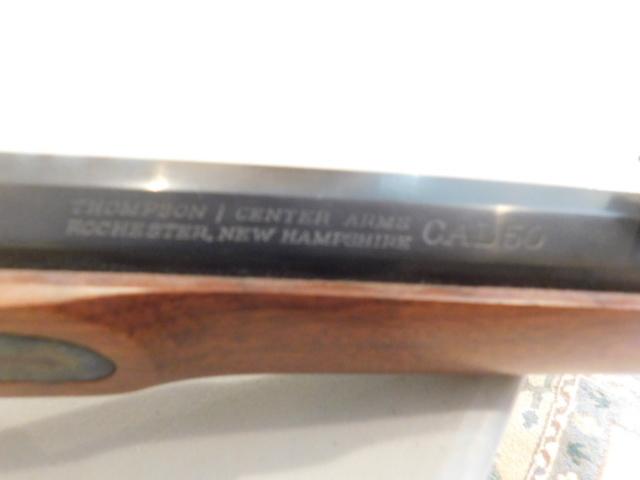 THOMPSON | CENTER ARMS
ROCHESTER, NEW HAMPSHIRE CAL 50